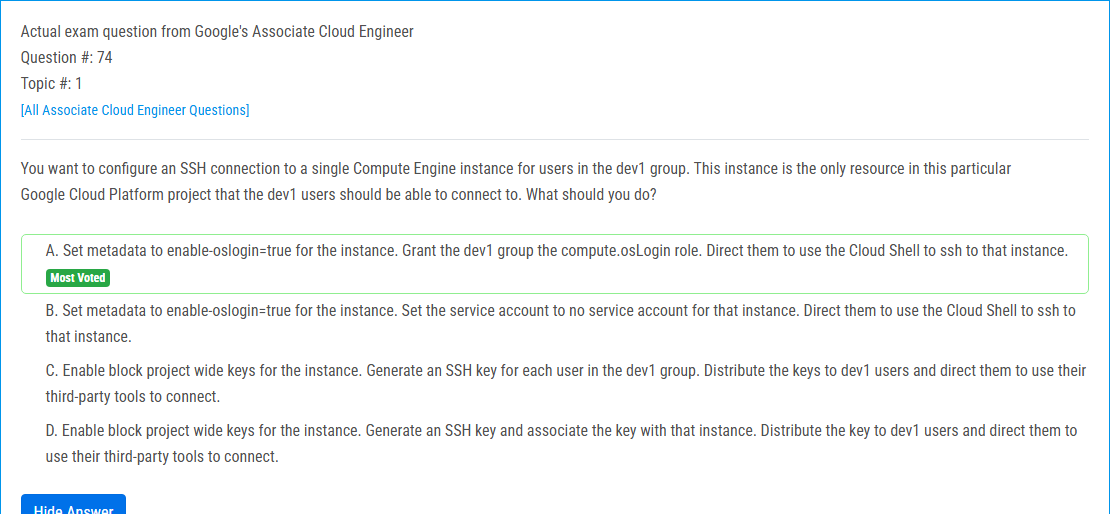 Actual exam question from Google's Associate Cloud Engineer
Question #: 74
Topic #: 1
[All Associate Cloud Engineer Questions]
You want to configure an SSH connection to a single Compute Engine instance for users in the dev1 group. This instance is the only resource in this particular
Google Cloud Platform project that the dev1 users should be able to connect to. What should you do?
A. Set metadata to enable-oslogin=true for the instance. Grant the dev1 group the compute.osLogin role. Direct them to use the Cloud Shell to ssh to that instance.
Most Voted
B. Set metadata to enable-oslogin=true for the instance. Set the service account to no service account for that instance. Direct them to use the Cloud Shell to ssh to
that instance.
C. Enable block project wide keys for the instance. Generate an SSH key for each user in the dev1 group. Distribute the keys to dev1 users and direct them to use their
third-party tools to connect.
D. Enable block project wide keys for the instance. Generate an SSH key and associate the key with that instance. Distribute the key to dev1 users and direct them to
use their third-party tools to connect.
Hide Answer